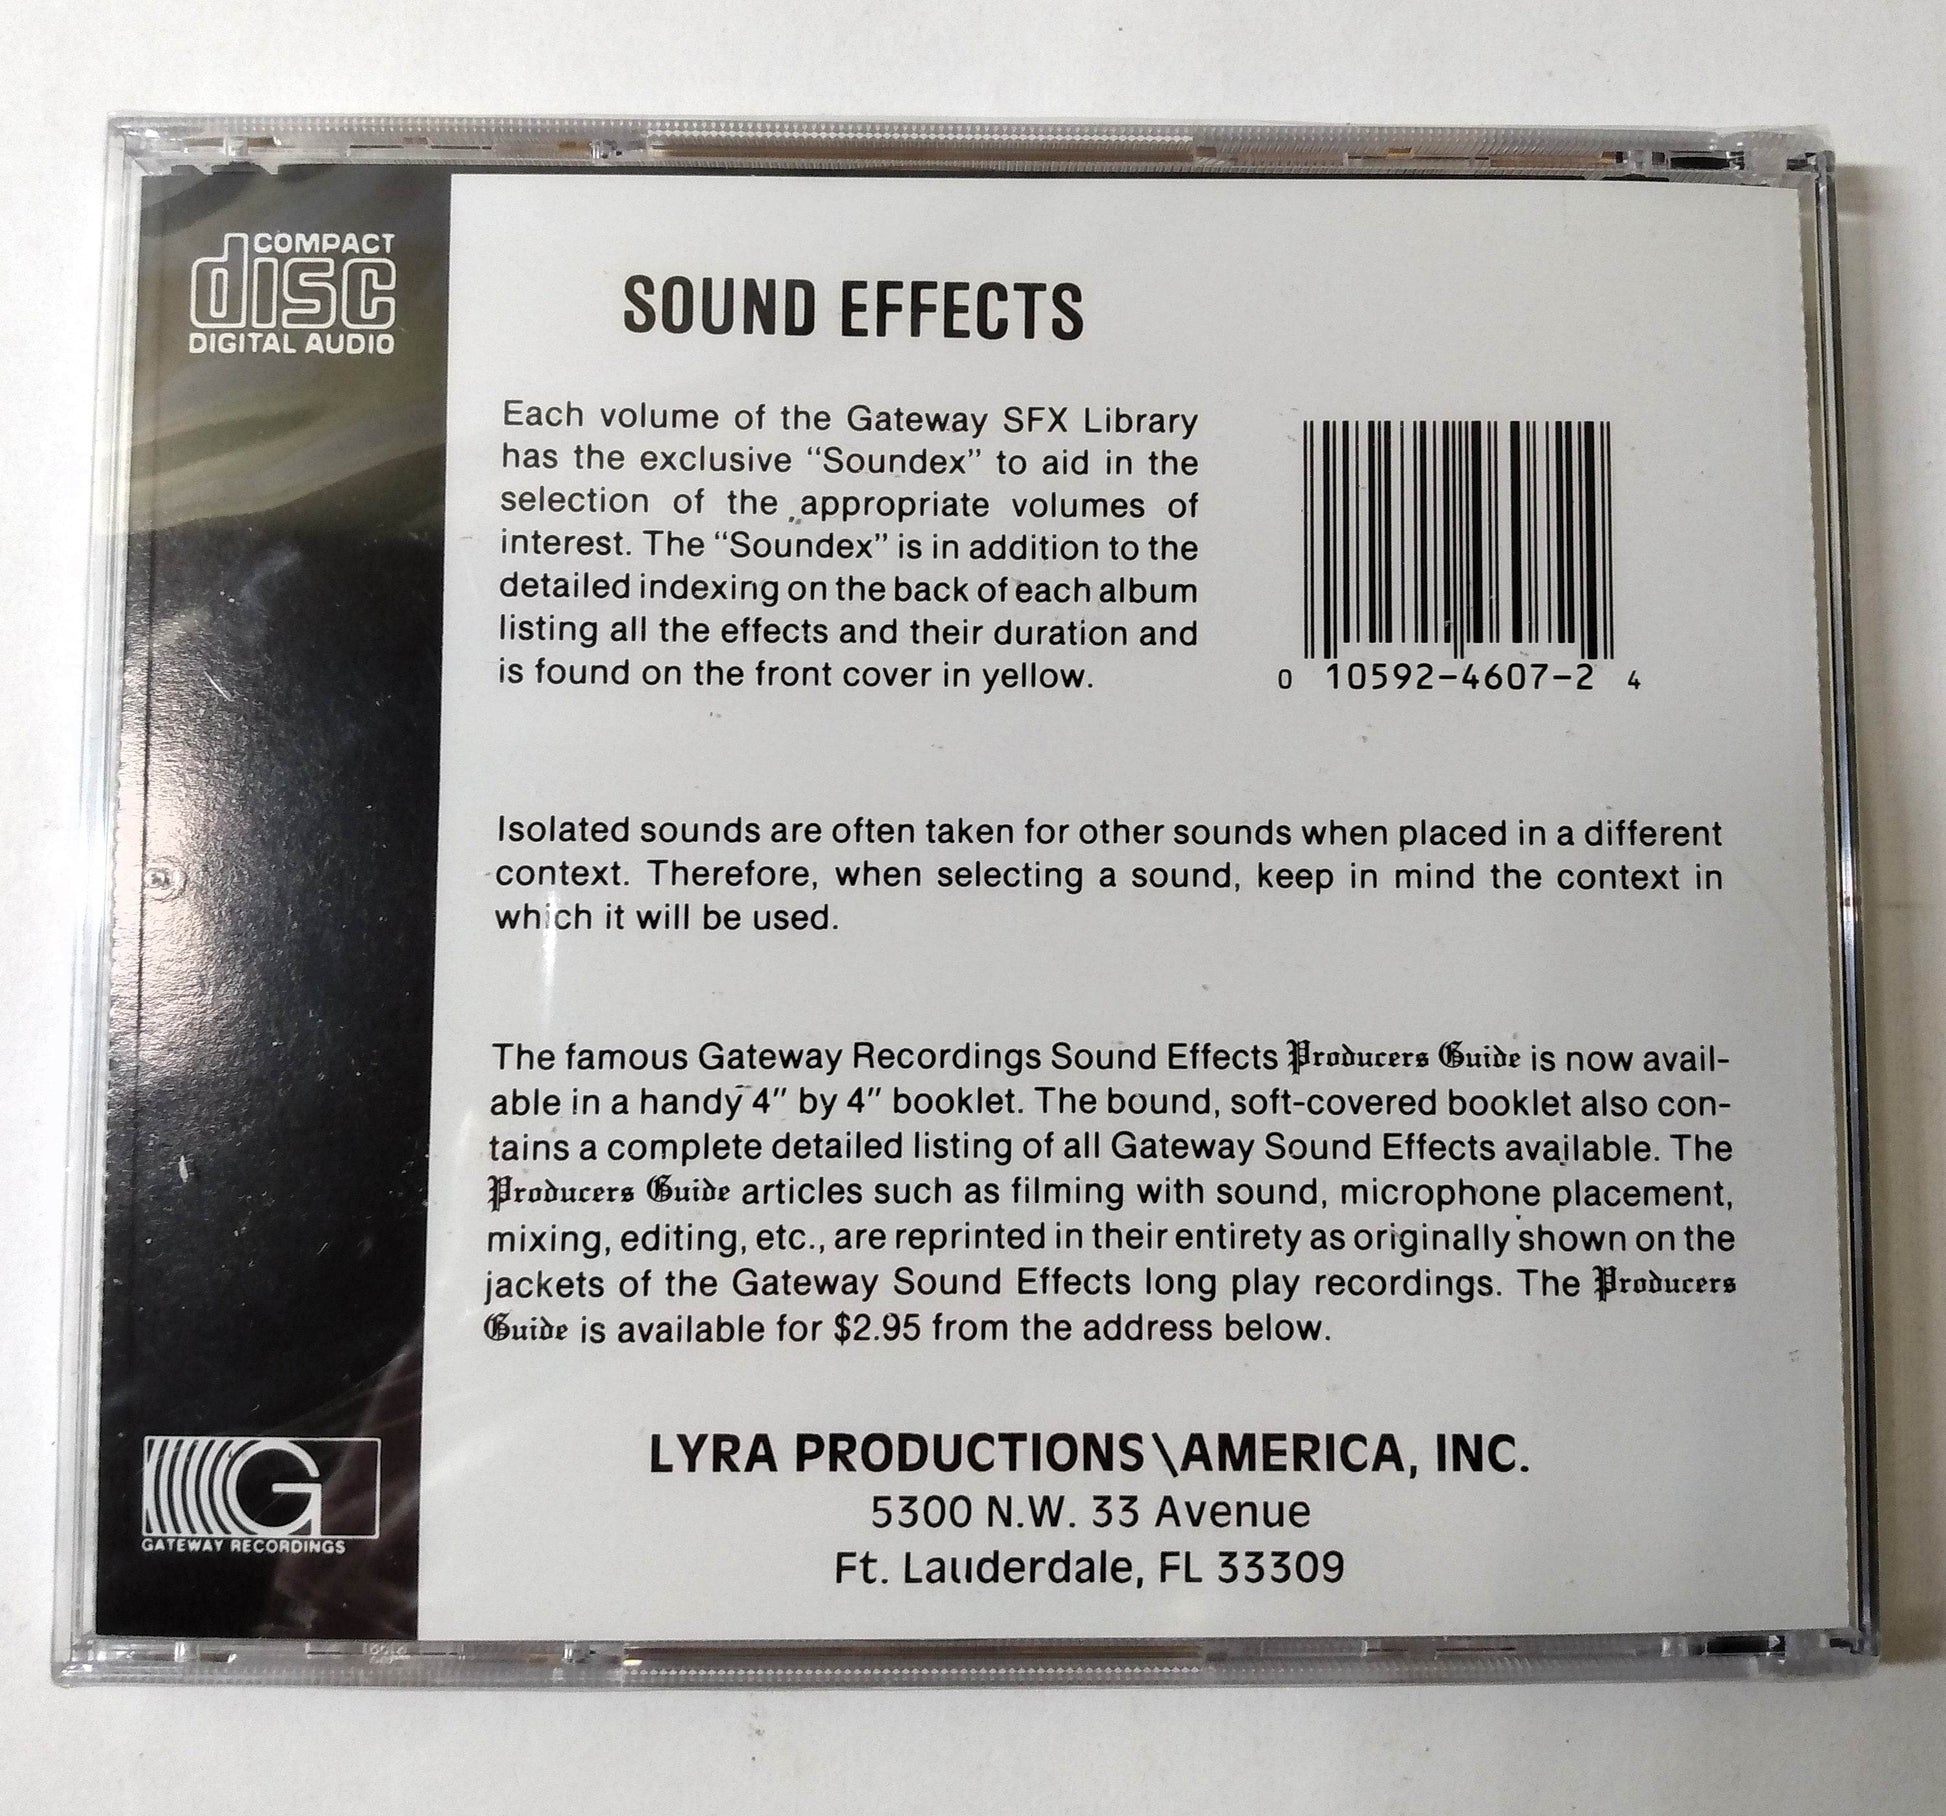 COMPACT
disc
DIGITAL AUDIO
SOUND EFFECTS
Each volume of the Gateway SFX Library
has the exclusive “Soundex” to aid in the
selection of the appropriate volumes of
interest. The “Soundex” is in addition to the
detailed indexing on the back of each album
listing all the effects and their duration and
is found on the front cover in yellow.
0 10592-4607-2 4
Isolated sounds are often taken for other sounds when placed in a different
context. Therefore, when selecting a sound, keep in mind the context in
which it will be used.
The famous Gateway Recordings Sound Effects Producers Guide is now avail-
able in a handy 4" by 4" booklet. The bound, soft-covered booklet also con-
tains a complete detailed listing of all Gateway Sound Effects available. The
Producers Guide articles such as filming with sound, microphone placement,
mixing, editing, etc., are reprinted in their entirety as originally shown on the
jackets of the Gateway Sound Effects long play recordings. The Producers
Guide is available for $2.95 from the address below.
LYRA PRODUCTIONS\AMERICA, INC.
5300 N.W. 33 Avenue
Ft. Lauderdale, FL 33309
G
GATEWAY RECORDINGS